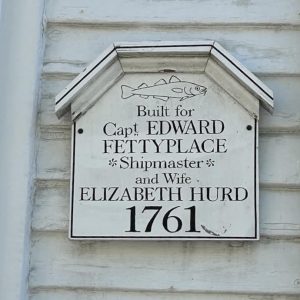 Built for
Capt EDWARD
FETTYPLACE
*Shipmaster*
and Wife
ELIZABETH HURD
1761